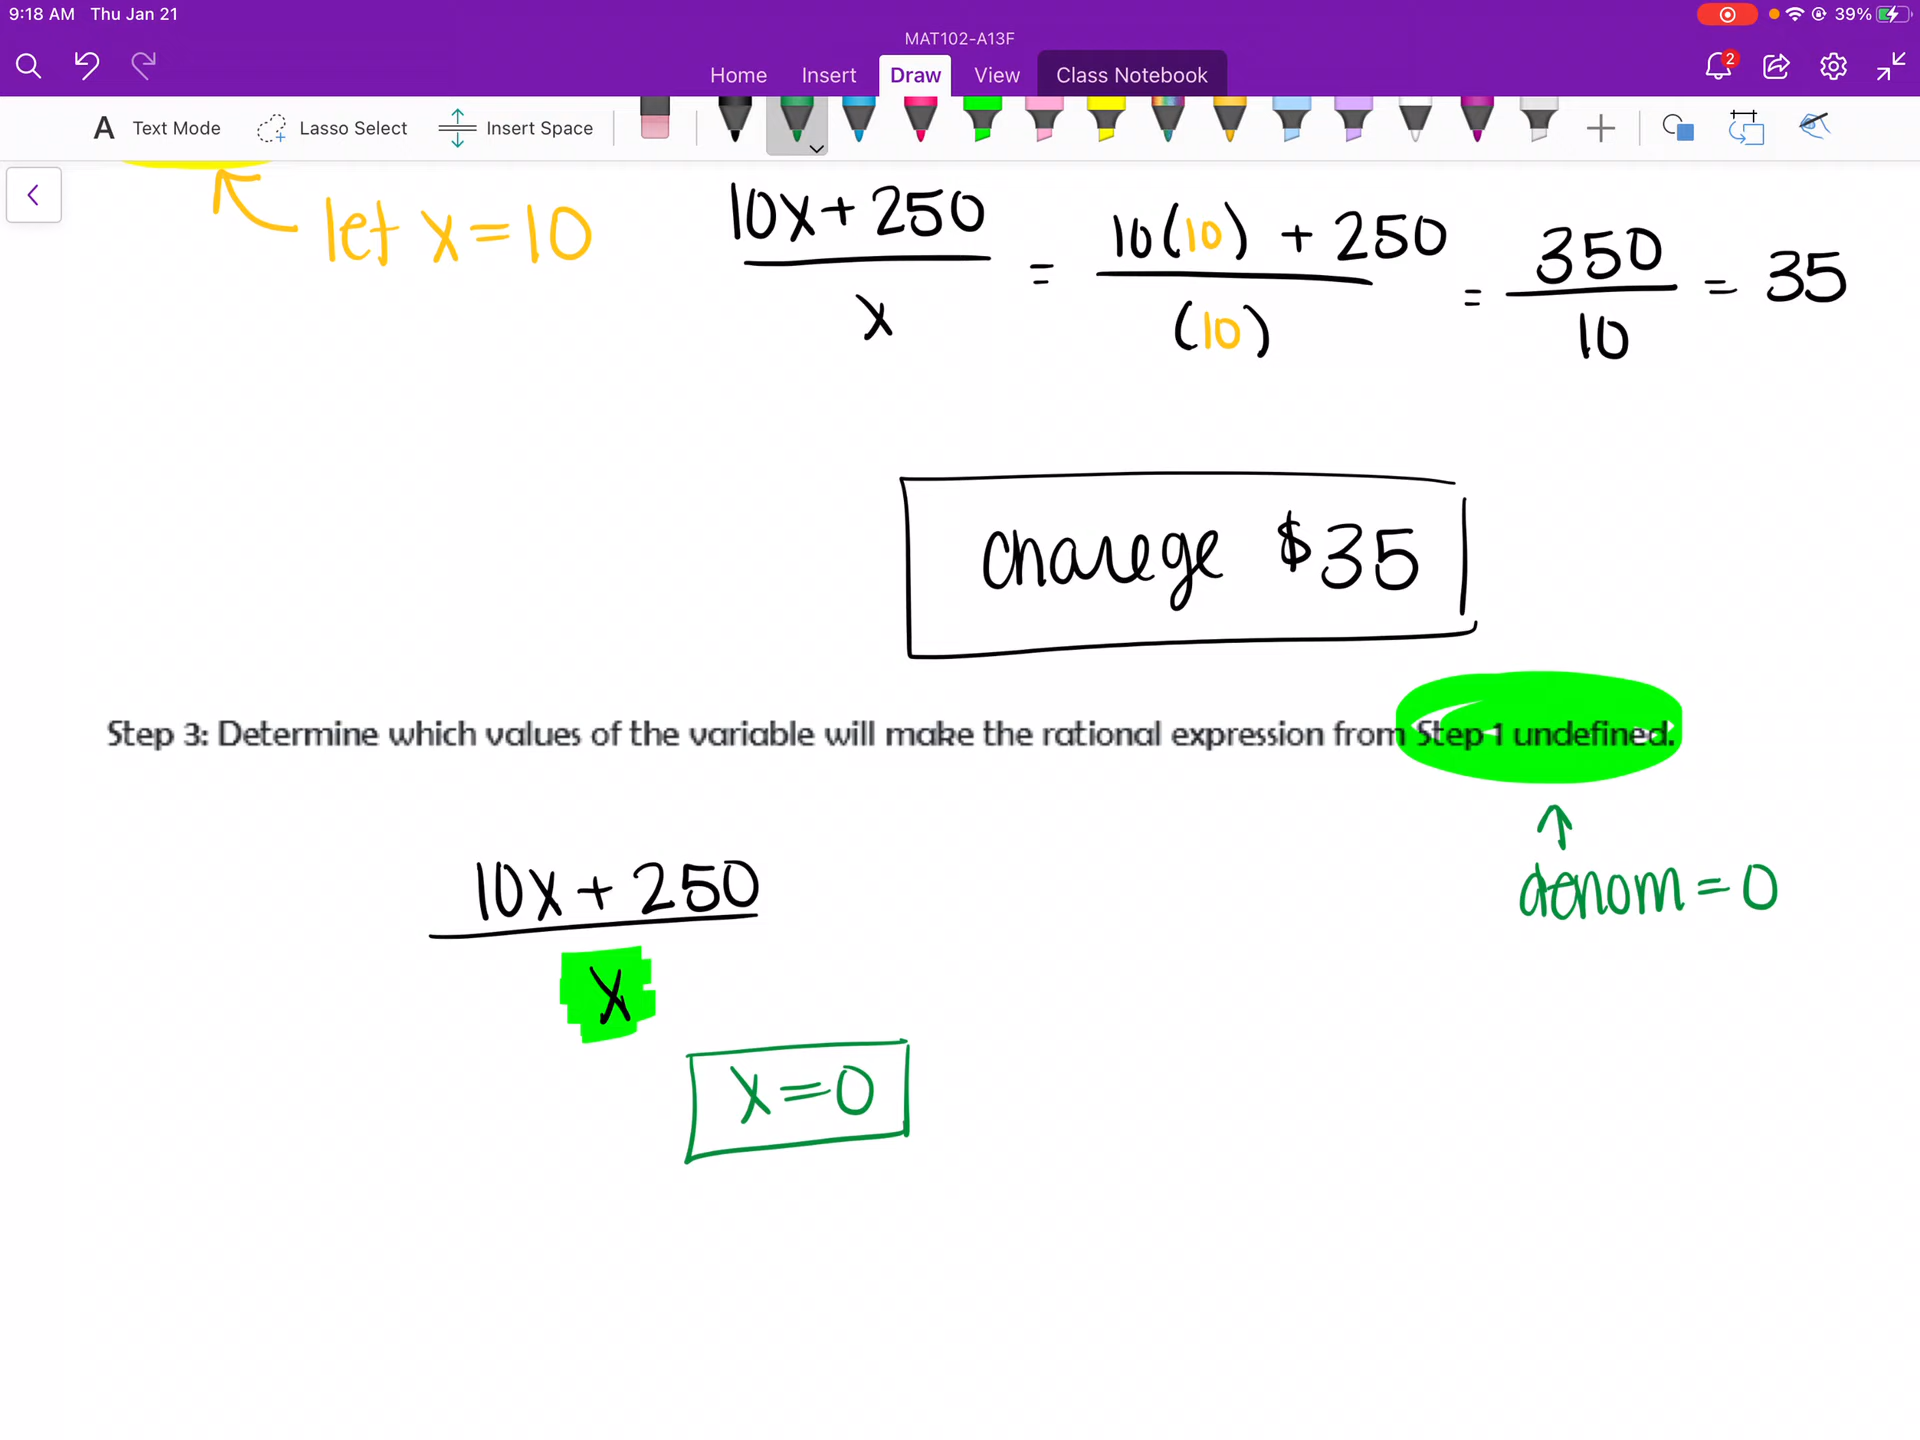 9:18 AM Thu Jan 21
39%
MAT102-A13F
Home Insert Draw View Class Notebook
2
A Text Mode Lasso Select Insert Space
let x=10
10x+250 / x = 10(10) + 250 / (10) = 350 / 10 = 35
charege $35
Step 3: Determine which values of the variable will make the rational expression from Step 1 undefined.
denom = 0
10x + 250
x
x=0